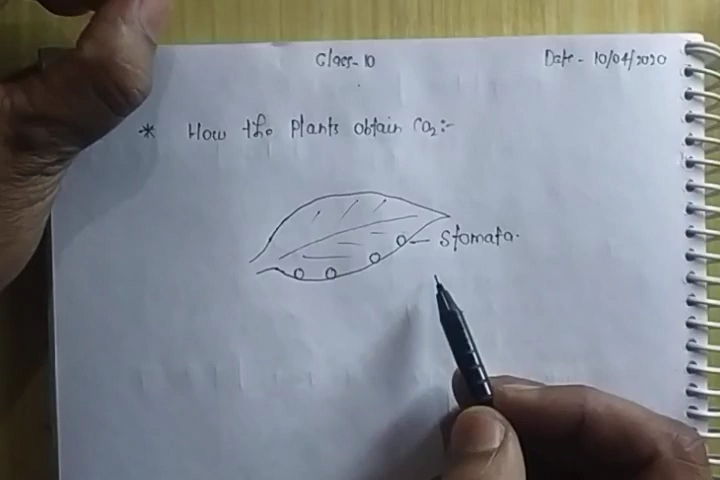 Class-10
Date - 10/04/2020
* How the Plants obtain CO₂:-
Stomata.